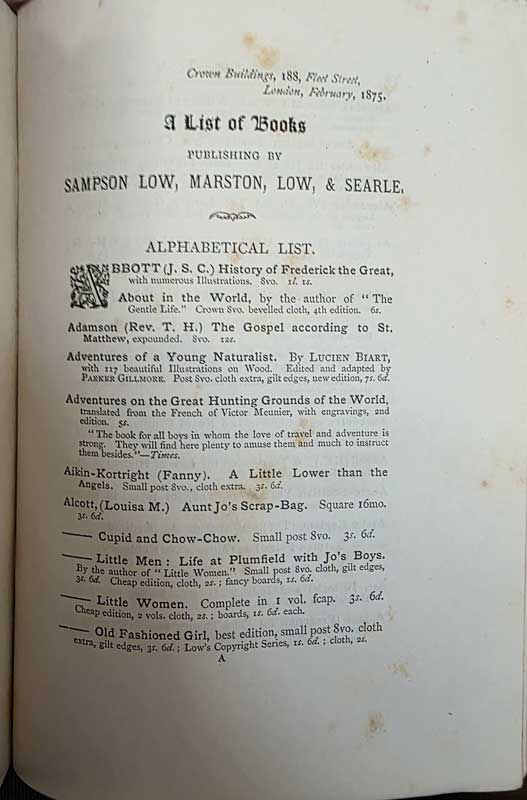 Crown Buildings, 188, Fleet Street,
London, February, 1875.
A List of Books
PUBLISHING BY
SAMPSON LOW, MARSTON, LOW, & SEARLE.
ALPHABETICAL LIST.
ABBOTT (J. S. C.) History of Frederick the Great,
with numerous Illustrations. 8vo. 1l. 1s.
About in the World, by the author of "The
Gentle Life." Crown 8vo. bevelled cloth, 4th edition. 6s.
Adamson (Rev. T. H.) The Gospel according to St.
Matthew, expounded. 8vo. 12s.
Adventures of a Young Naturalist. By LUCIEN BIART,
with 117 beautiful Illustrations on Wood. Edited and adapted by
PARKER GILLMORE. Post 8vo. cloth extra, gilt edges, new edition, 7s. 6d.
Adventures on the Great Hunting Grounds of the World,
translated from the French of Victor Meunier, with engravings, 2nd
edition. 5s.
"The book for all boys in whom the love of travel and adventure is
strong. They will find here plenty to amuse them and much to instruct
them besides."—Times.
Aikin-Kortright (Fanny). A Little Lower than the
Angels. Small post 8vo., cloth extra. 3s. 6d.
Alcott, (Louisa M.) Aunt Jo's Scrap-Bag. Square 16mo.
3s. 6d.
—— Cupid and Chow-Chow. Small post 8vo. 3s. 6d.
—— Little Men: Life at Plumfield with Jo's Boys.
By the author of "Little Women." Small post 8vo. cloth, gilt edges,
3s. 6d. Cheap edition, cloth, 2s.; fancy boards, 1s. 6d.
—— Little Women. Complete in 1 vol. fcap. 3s. 6d.
Cheap edition, 2 vols. cloth, 2s.; boards, 1s. 6d. each.
—— Old Fashioned Girl, best edition, small post 8vo. cloth
extra, gilt edges, 3s. 6d.; Low's Copyright Series, 1s. 6d.; cloth, 2s.
A